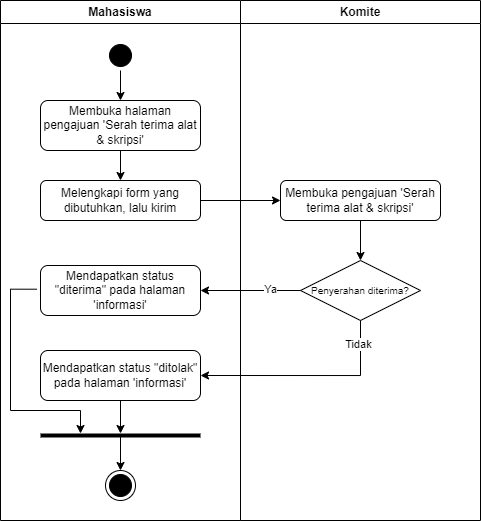 Mahasiswa
Komite
Membuka halaman
pengajuan 'Serah terima alat
& skripsi'
Melengkapi form yang
dibutuhkan, lalu kirim
Membuka pengajuan 'Serah
terima alat & skripsi'
Mendapatkan status
"diterima" pada halaman
'informasi'
Ya
Penyerahan diterima?
Tidak
Mendapatkan status "ditolak"
pada halaman 'informasi'